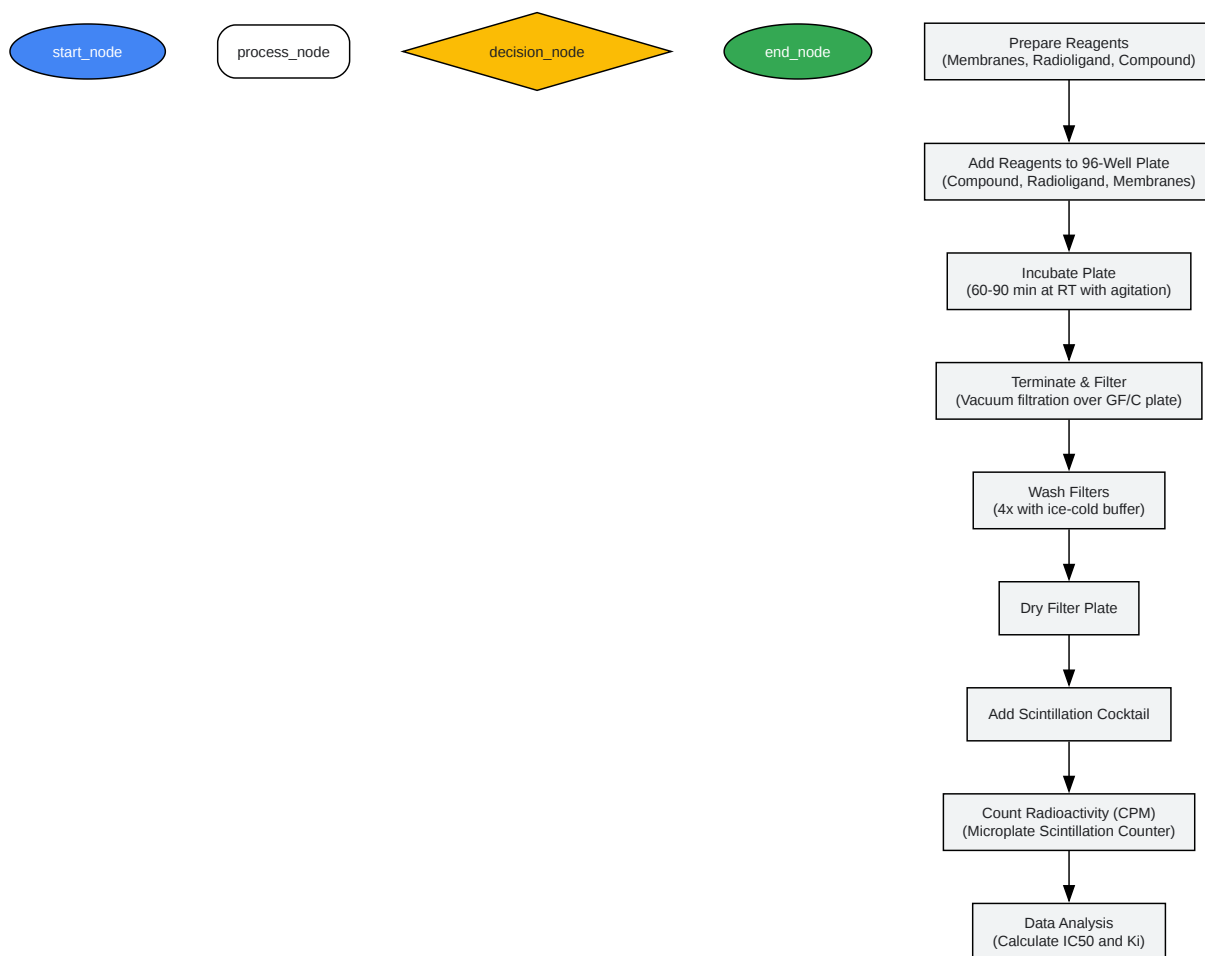 start_node
process_node
decision_node
end_node
Prepare Reagents
(Membranes, Radioligand, Compound)
Add Reagents to 96-Well Plate
(Compound, Radioligand, Membranes)
Incubate Plate
(60-90 min at RT with agitation)
Terminate & Filter
(Vacuum filtration over GF/C plate)
Wash Filters
(4x with ice-cold buffer)
Dry Filter Plate
Add Scintillation Cocktail
Count Radioactivity (CPM)
(Microplate Scintillation Counter)
Data Analysis
(Calculate IC50 and Ki)